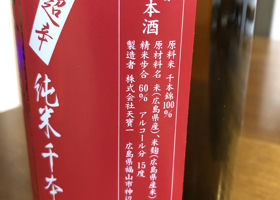 本酒
原料米 千本錦100%
原材料名 米(広島県産)、米麹(広島県産米)
精米歩合 60% アルコール分 15度
製造者 株式会社天寶一
広島県福山市神辺
超辛
純米千本